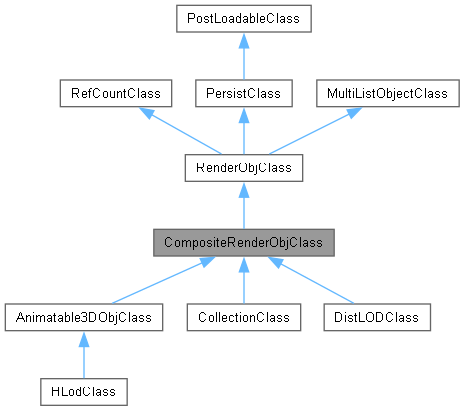 PostLoadableClass
RefCountClass
PersistClass
MultiListObjectClass
RenderObjClass
CompositeRenderObjClass
Animatable3DObjClass
CollectionClass
DistLODClass
HLodClass